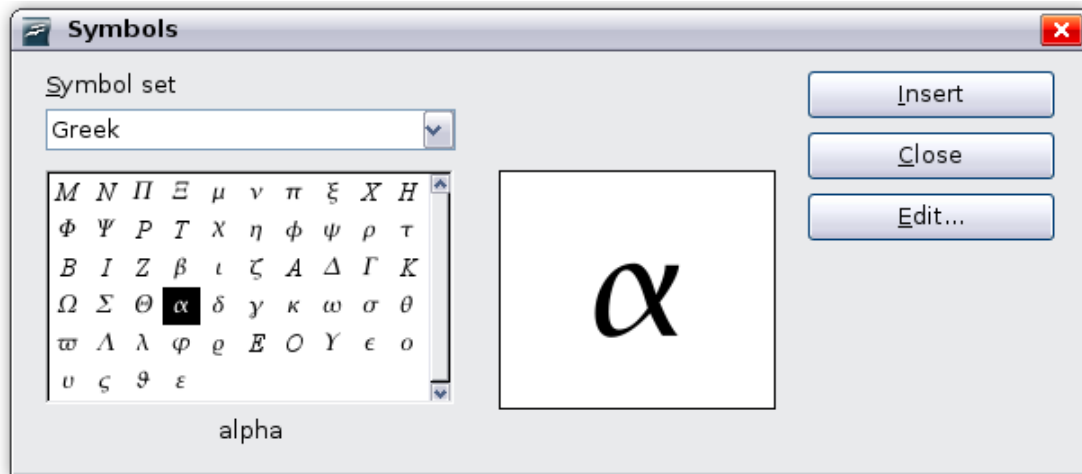 Symbols
Symbol set
Greek
Μ Ν Π Ξ μ ν π ξ Χ Η
Φ Ψ Ρ Τ χ η ϕ ψ ρ τ
Β Ι Ζ β ι ζ Α Δ Γ Κ
Ω Σ Θ α δ γ κ ω σ θ
ϖ Λ λ φ ϱ Ε Ο Υ ϵ ο
υ ς ϑ ε
alpha
α
Insert
Close
Edit...